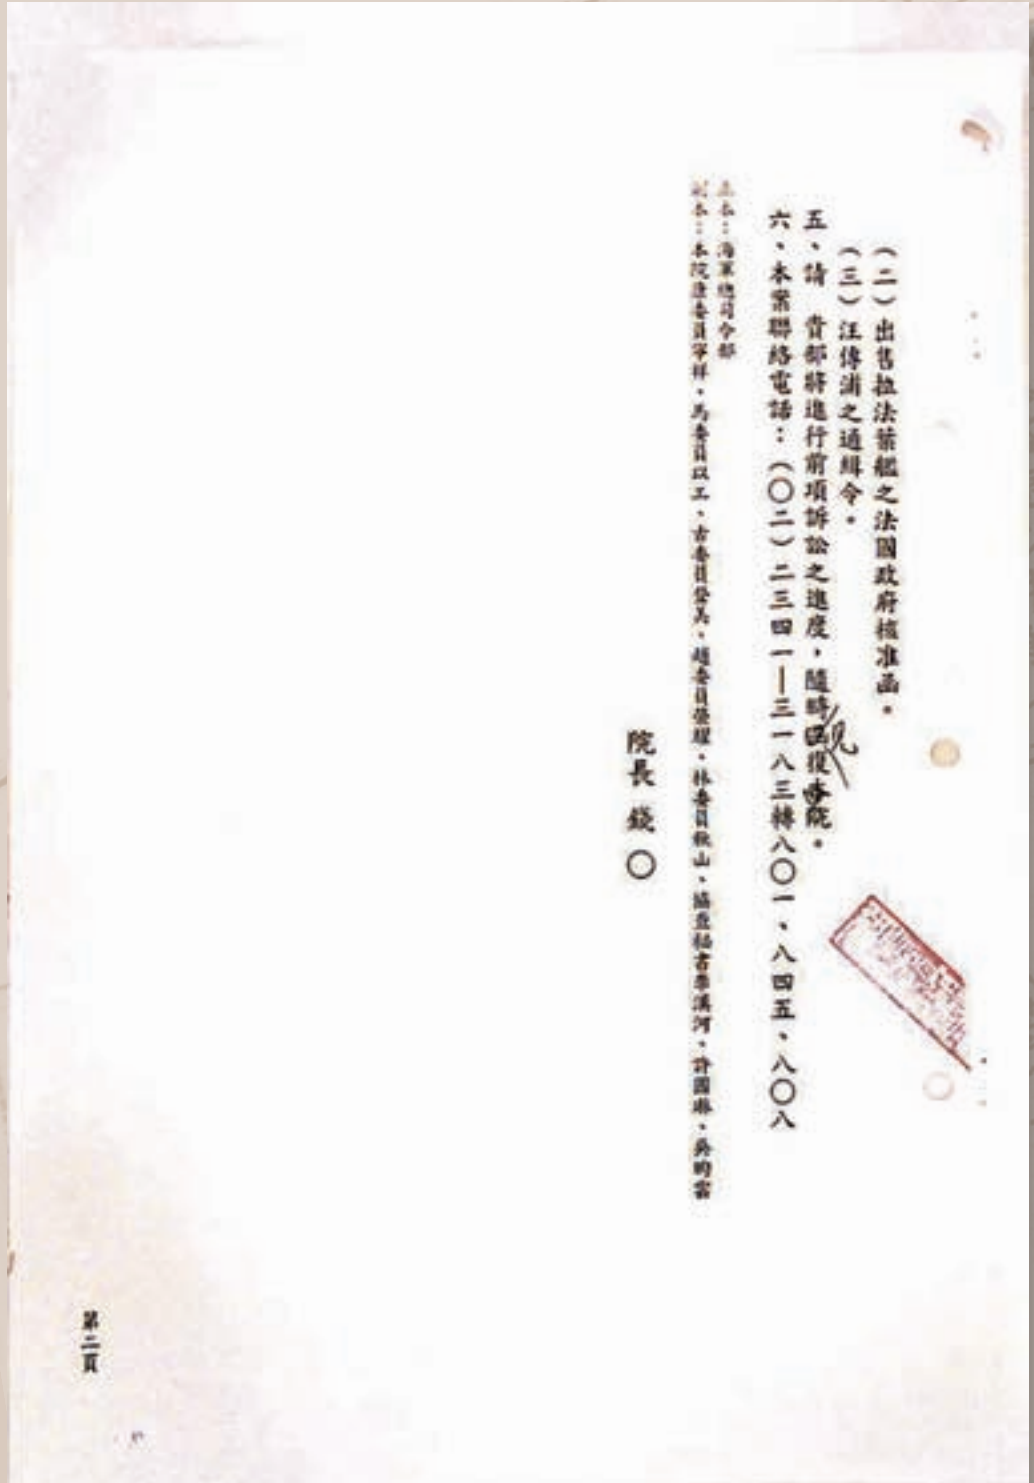 （二）出售拉法葉艦之法國政府核准函。
（三）汪傳浦之通緝令。
五、請　貴部將進行前項訴訟之進度，隨時函復本院。
見
六、本案聯絡電話：（〇二）二三四一—三一八三轉八〇一、八四五、八〇八
正本：海軍總司令部
副本：本院康委員寧祥、馬委員以工、古委員登美、趙委員榮耀、林委員秋山、協查秘書李漢河、許國琳、吳昀雲
院長 錢 〇
第二頁